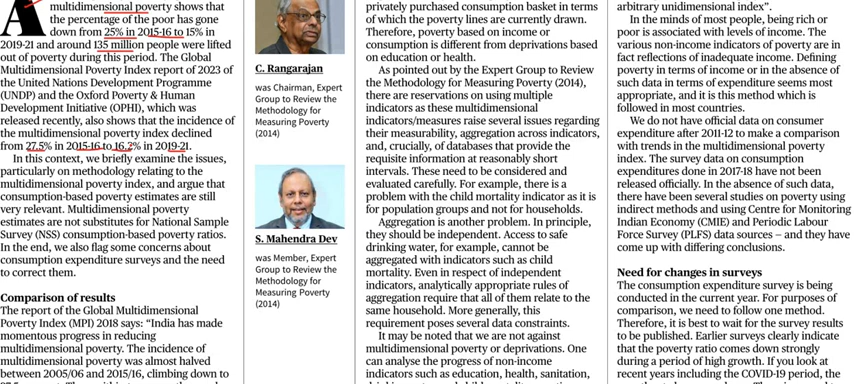 A multidimensional poverty shows that
the percentage of the poor has gone
down from 25% in 2015-16 to 15% in
2019-21 and around 135 million people were lifted
out of poverty during this period. The Global
Multidimensional Poverty Index report of 2023 of
the United Nations Development Programme
(UNDP) and the Oxford Poverty & Human
Development Initiative (OPHI), which was
released recently, also shows that the incidence of
the multidimensional poverty index declined
from 27.5% in 2015-16 to 16.2% in 2019-21.
In this context, we briefly examine the issues,
particularly on methodology relating to the
multidimensional poverty index, and argue that
consumption-based poverty estimates are still
very relevant. Multidimensional poverty
estimates are not substitutes for National Sample
Survey (NSS) consumption-based poverty ratios.
In the end, we also flag some concerns about
consumption expenditure surveys and the need
to correct them.
Comparison of results
The report of the Global Multidimensional
Poverty Index (MPI) 2018 says: “India has made
momentous progress in reducing
multidimensional poverty. The incidence of
multidimensional poverty was almost halved
between 2005/06 and 2015/16, climbing down to
C. Rangarajan
was Chairman, Expert
Group to Review the
Methodology for
Measuring Poverty
(2014)
S. Mahendra Dev
was Member, Expert
Group to Review the
Methodology for
Measuring Poverty
(2014)
privately purchased consumption basket in terms
of which the poverty lines are currently drawn.
Therefore, poverty based on income or
consumption is different from deprivations based
on education or health.
As pointed out by the Expert Group to Review
the Methodology for Measuring Poverty (2014),
there are reservations on using multiple
indicators as these multidimensional
indicators/measures raise several issues regarding
their measurability, aggregation across indicators,
and, crucially, of databases that provide the
requisite information at reasonably short
intervals. These need to be considered and
evaluated carefully. For example, there is a
problem with the child mortality indicator as it is
for population groups and not for households.
Aggregation is another problem. In principle,
they should be independent. Access to safe
drinking water, for example, cannot be
aggregated with indicators such as child
mortality. Even in respect of independent
indicators, analytically appropriate rules of
aggregation require that all of them relate to the
same household. More generally, this
requirement poses several data constraints.
It may be noted that we are not against
multidimensional poverty or deprivations. One
can analyse the progress of non-income
indicators such as education, health, sanitation,
arbitrary unidimensional index”.
In the minds of most people, being rich or
poor is associated with levels of income. The
various non-income indicators of poverty are in
fact reflections of inadequate income. Defining
poverty in terms of income or in the absence of
such data in terms of expenditure seems most
appropriate, and it is this method which is
followed in most countries.
We do not have official data on consumer
expenditure after 2011-12 to make a comparison
with trends in the multidimensional poverty
index. The survey data on consumption
expenditures done in 2017-18 have not been
released officially. In the absence of such data,
there have been several studies on poverty using
indirect methods and using Centre for Monitoring
Indian Economy (CMIE) and Periodic Labour
Force Survey (PLFS) data sources – and they have
come up with differing conclusions.
Need for changes in surveys
The consumption expenditure survey is being
conducted in the current year. For purposes of
comparison, we need to follow one method.
Therefore, it is best to wait for the survey results
to be published. Earlier surveys clearly indicate
that the poverty ratio comes down strongly
during a period of high growth. If you look at
recent years including the COVID-19 period, the